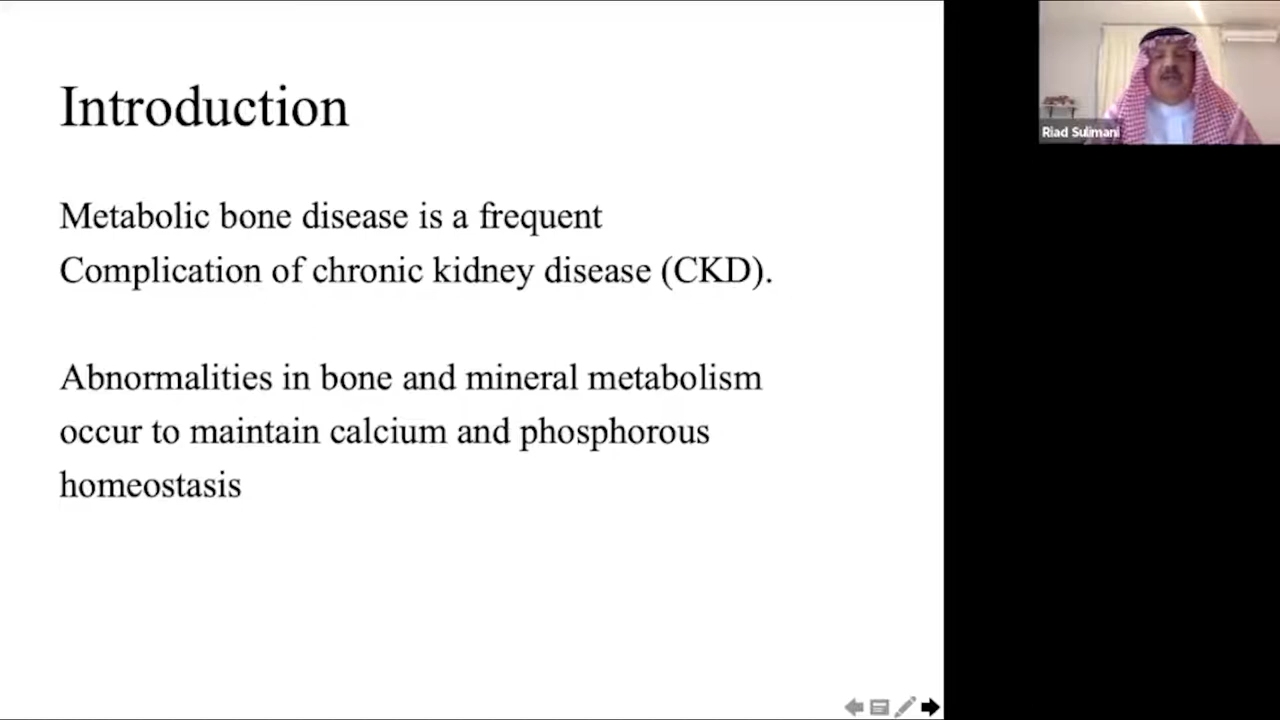 Introduction
Metabolic bone disease is a frequent
Complication of chronic kidney disease (CKD).
Abnormalities in bone and mineral metabolism
occur to maintain calcium and phosphorous
homeostasis
Riad Sulimani